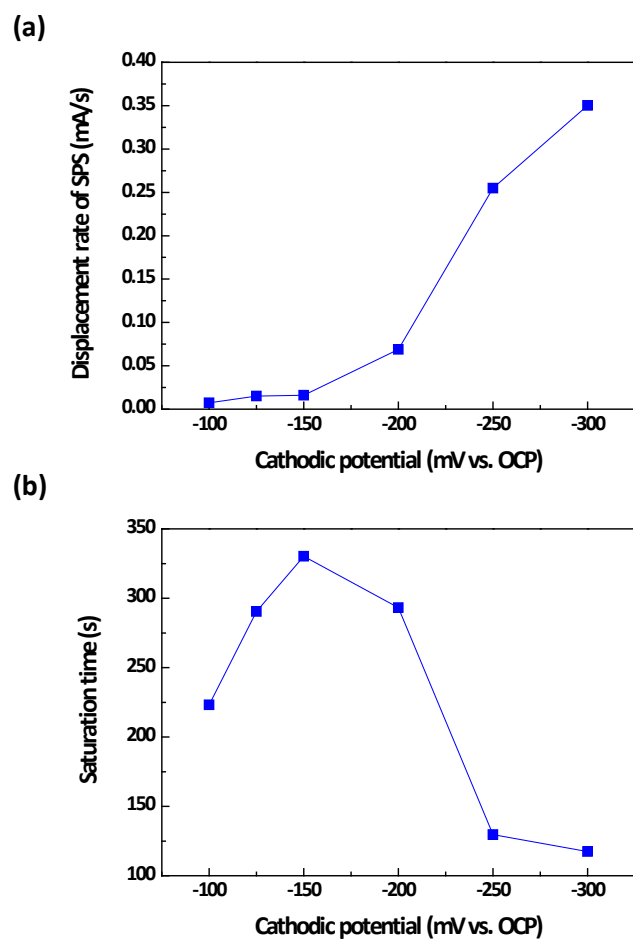 (a)
Displacement rate of SPS (mA/s)
0.40
0.35
0.30
0.25
0.20
0.15
0.10
0.05
0.00
-100 -150 -200 -250 -300
Cathodic potential (mV vs. OCP)
(b)
Saturation time (s)
350
300
250
200
150
100
-100 -150 -200 -250 -300
Cathodic potential (mV vs. OCP)